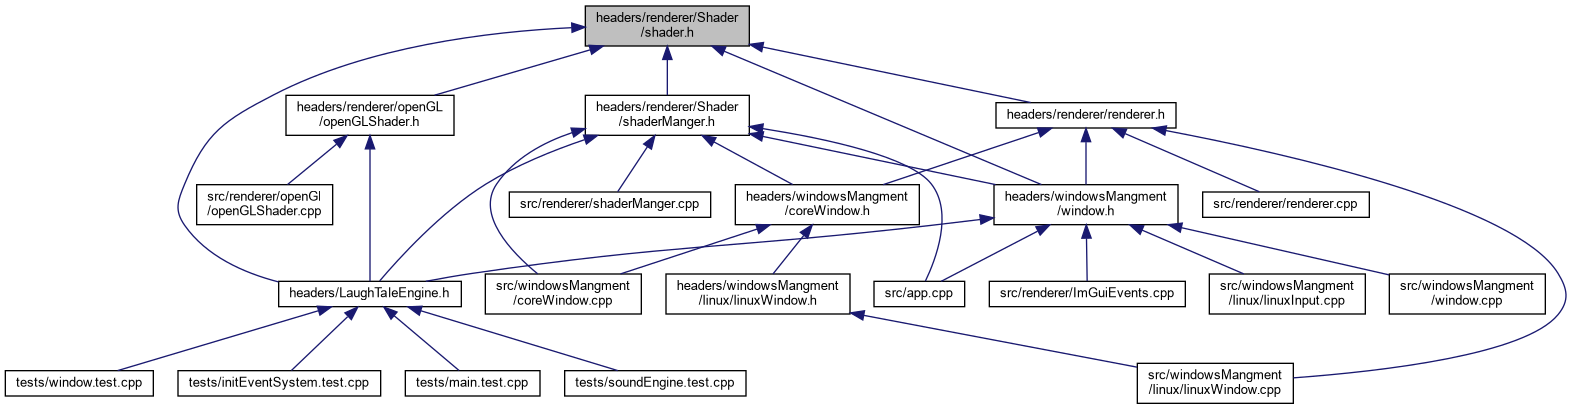 headers/renderer/Shader
/shader.h
headers/renderer/openGL
/openGLShader.h
headers/renderer/Shader
/shaderManger.h
headers/renderer/renderer.h
src/renderer/openGl
/openGLShader.cpp
src/renderer/shaderManger.cpp
headers/windowsMangment
/coreWindow.h
headers/windowsMangment
/window.h
src/renderer/renderer.cpp
headers/LaughTaleEngine.h
src/windowsMangment
/coreWindow.cpp
headers/windowsMangment
/linux/linuxWindow.h
src/app.cpp
src/renderer/ImGuiEvents.cpp
src/windowsMangment
/linux/linuxInput.cpp
src/windowsMangment
/window.cpp
tests/window.test.cpp
tests/initEventSystem.test.cpp
tests/main.test.cpp
tests/soundEngine.test.cpp
src/windowsMangment
/linux/linuxWindow.cpp